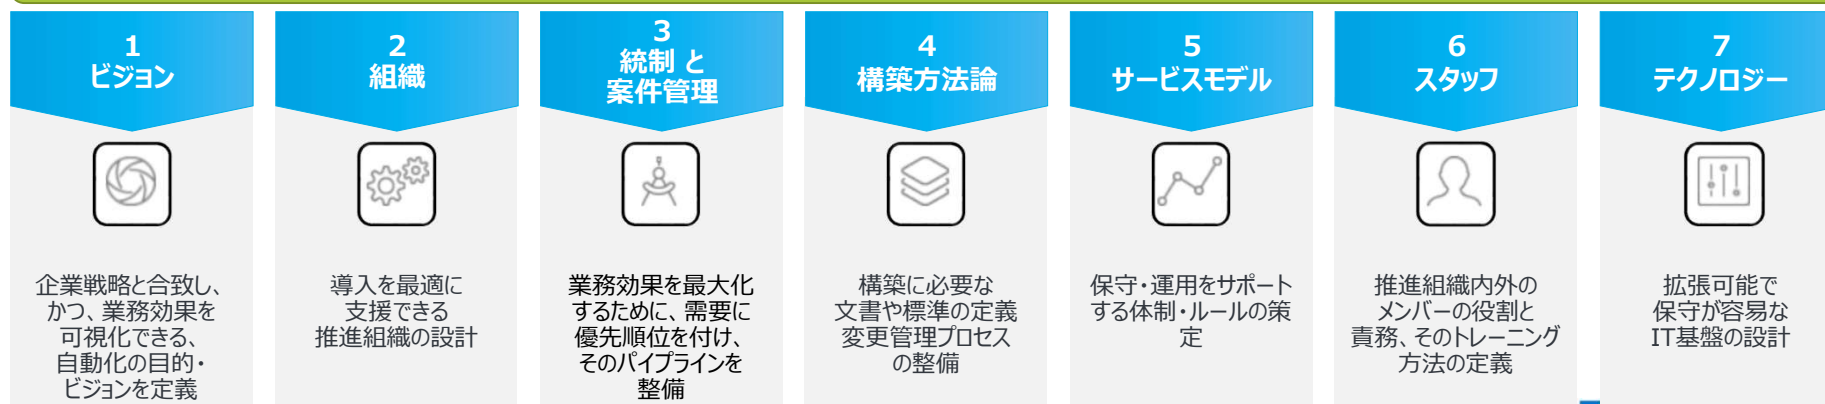 1
ビジョン
企業戦略と合致し、
かつ、業務効果を
可視化できる、
自動化の目的・
ビジョンを定義
2
組織
導入を最適に
支援できる
推進組織の設計
3
統制 と
案件管理
業務効果を最大化
するために、需要に
優先順位を付け、
そのパイプラインを
整備
4
構築方法論
構築に必要な
文書や標準の定義
変更管理プロセス
の整備
5
サービスモデル
保守・運用をサポート
する体制・ルールの策
定
6
スタッフ
推進組織内外の
メンバーの役割と
責務、そのトレーニング
方法の定義
7
テクノロジー
拡張可能で
保守が容易な
IT基盤の設計